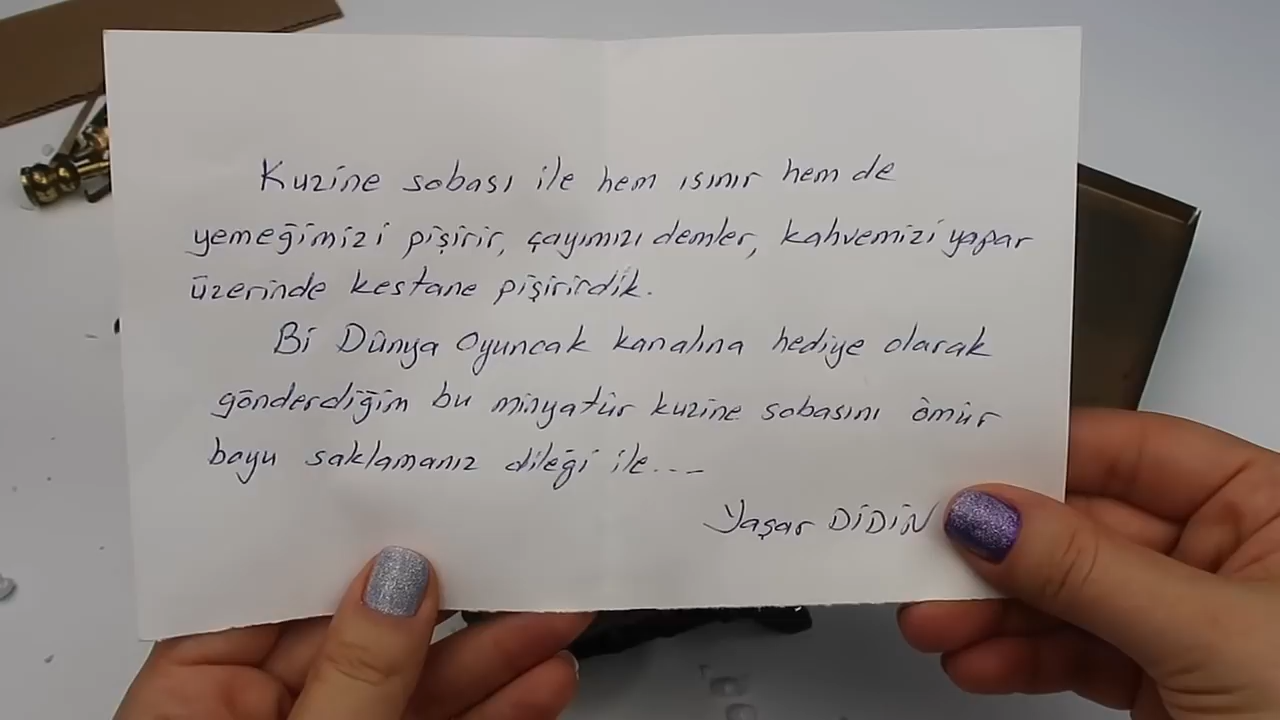 Kuzine sobası ile hem ısınır hem de
yemeğimizi pişirir, çayımızı demler, kahvemizi yapar
üzerinde kestane pişirirdik.
Bi Dünya Oyuncak kanalına hediye olarak
gönderdiğim bu minyatür kuzine sobasını ömür
boyu saklamanız dileği ile....
Yaşar DİDİN